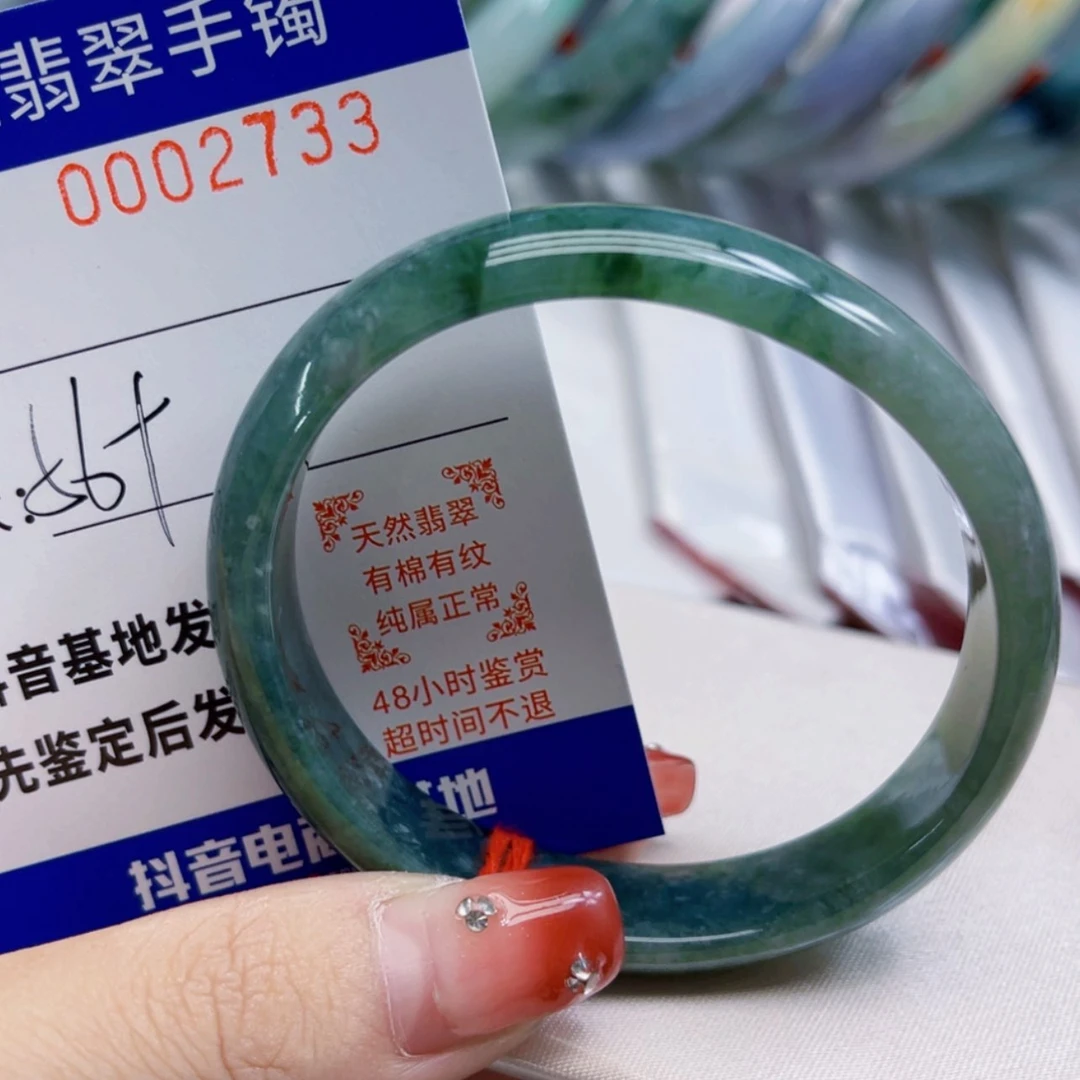 翡翠手镯
0002733
:56
天然翡翠
有棉有纹
纯属正常
48小时鉴赏
超时间不退
音基地发
先鉴定后发
抖音电商基地